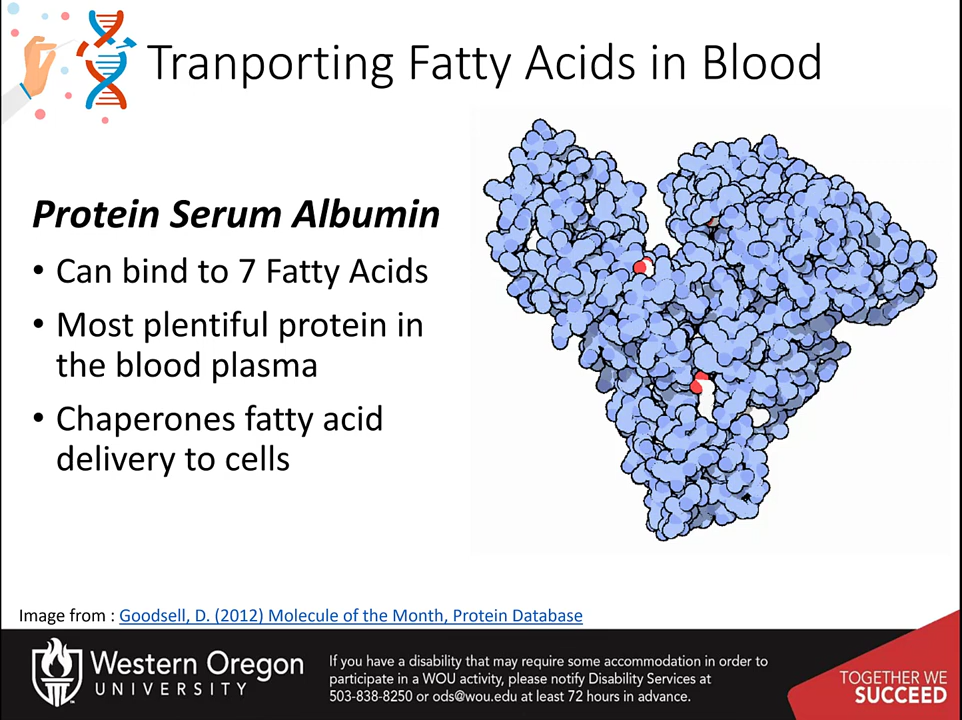 Tranporting Fatty Acids in Blood
Protein Serum Albumin
• Can bind to 7 Fatty Acids
• Most plentiful protein in
the blood plasma
• Chaperones fatty acid
delivery to cells
Image from : Goodsell, D. (2012) Molecule of the Month, Protein Database
Western Oregon
UNIVERSITY
If you have a disability that may require some accommodation in order to
participate in a WOU activity, please notify Disability Services at
503-838-8250 or ods@wou.edu at least 72 hours in advance.
TOGETHER WE
SUCCEED